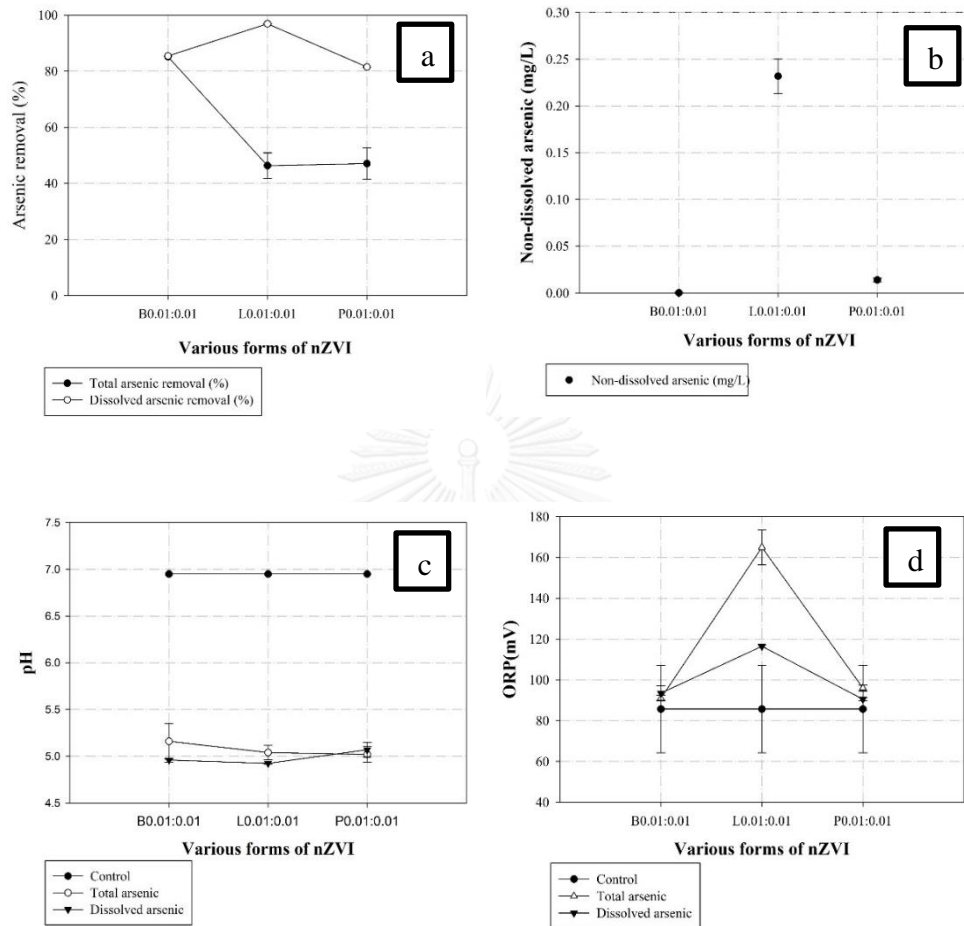 100
80
60
40
20
0
Arsenic removal (%)
a
B0.01:0.01 L0.01:0.01 P0.01:0.01
Various forms of nZVI
Total arsenic removal (%)
Dissolved arsenic removal (%)
0.30
0.25
0.20
0.15
0.10
0.05
0.00
Non-dissolved arsenic (mg/L)
b
B0.01:0.01 L0.01:0.01 P0.01:0.01
Various forms of nZVI
Non-dissolved arsenic (mg/L)
7.5
7.0
6.5
6.0
5.5
5.0
4.5
pH
c
B0.01:0.01 L0.01:0.01 P0.01:0.01
Various forms of nZVI
Control
Total arsenic
Dissolved arsenic
180
160
140
120
100
80
60
40
ORP(mV)
d
B0.01:0.01 L0.01:0.01 P0.01:0.01
Various forms of nZVI
Control
Total arsenic
Dissolved arsenic